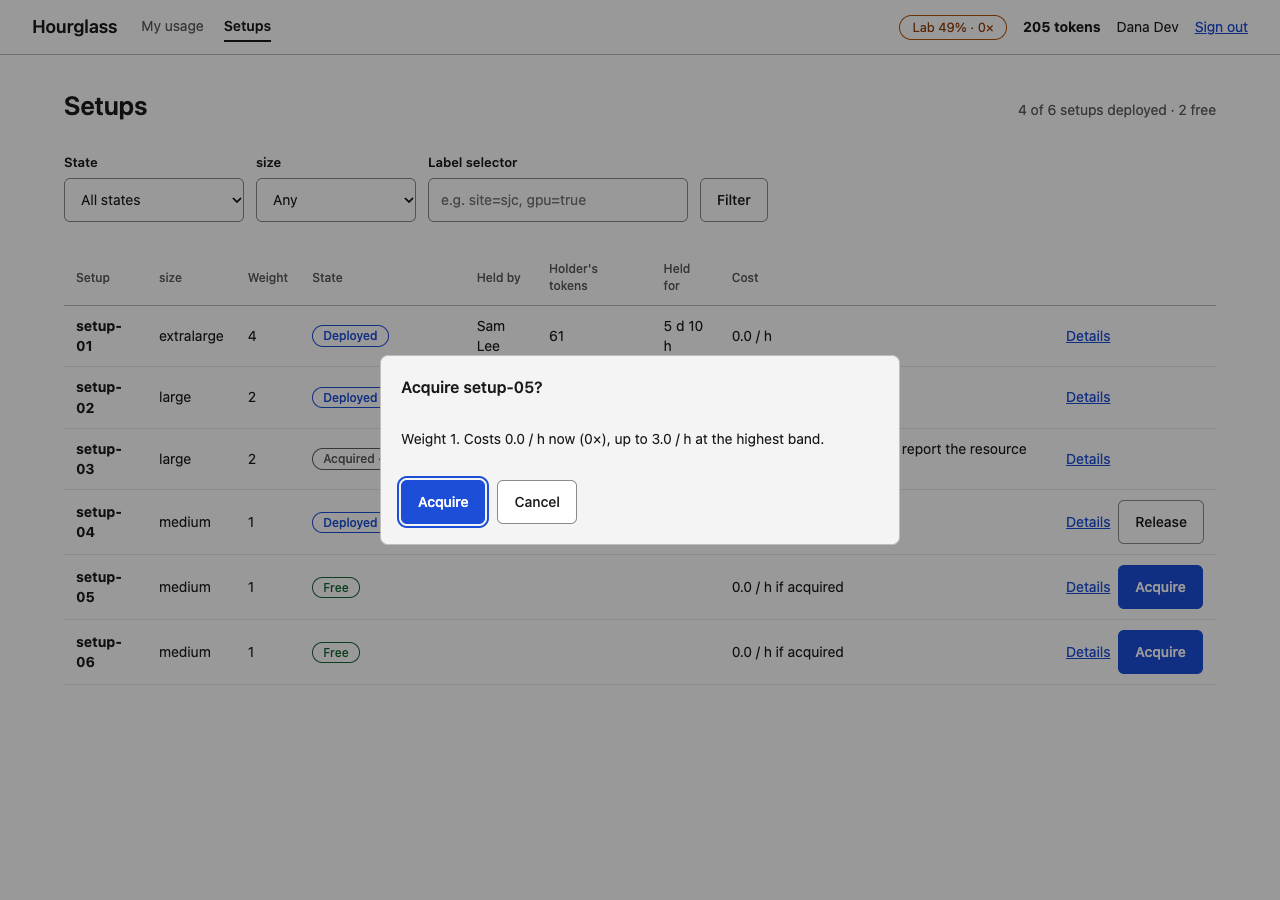 Hourglass My usage Setups Lab 49% · 0× 205 tokens Dana Dev Sign out
Setups 4 of 6 setups deployed · 2 free
State size Label selector
All states Any e.g. site=sjc, gpu=true Filter
Setup size Weight State Held by Holder's tokens Held for Cost
setup-01 extralarge 4 Deployed Sam Lee 61 5 d 10 h 0.0 / h Details
setup-02 large 2 Deployed Details
setup-03 large 2 Acquired · report the resource Details
setup-04 medium 1 Deployed Details Release
setup-05 medium 1 Free 0.0 / h if acquired Details Acquire
setup-06 medium 1 Free 0.0 / h if acquired Details Acquire
Acquire setup-05?
Weight 1. Costs 0.0 / h now (0×), up to 3.0 / h at the highest band.
Acquire Cancel